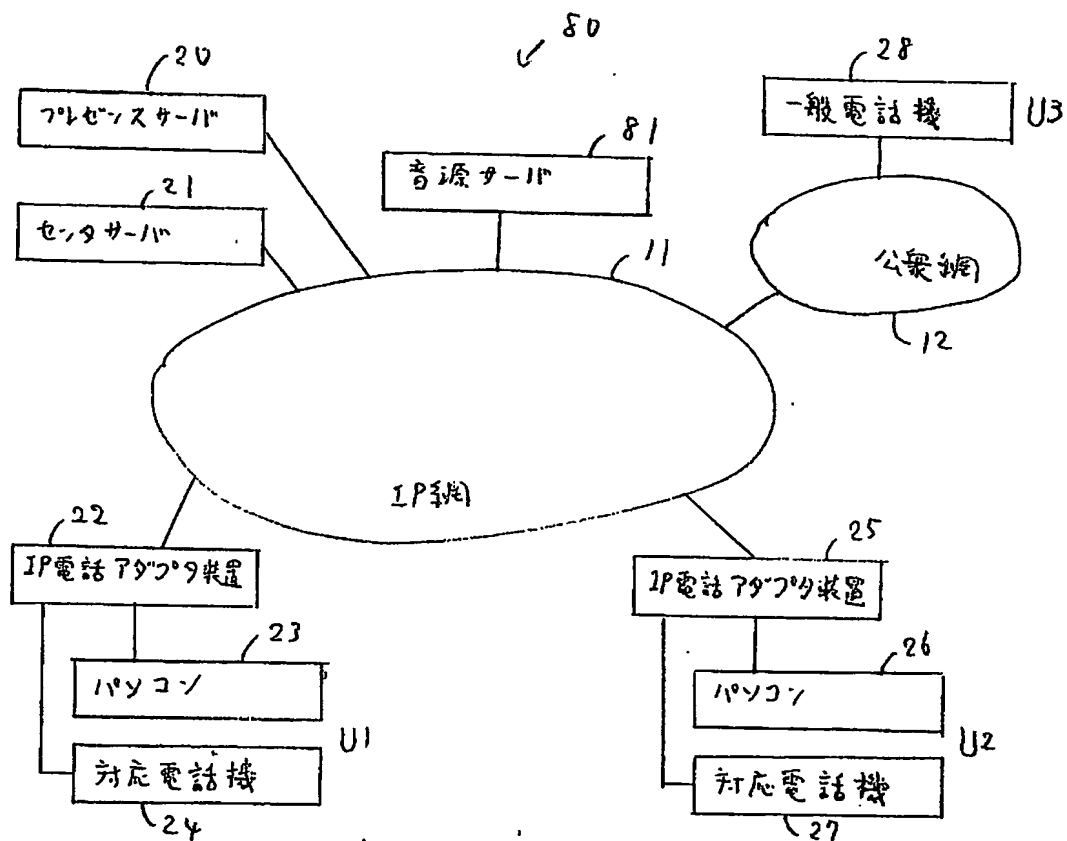 80
20
プレゼンスサーバ
28
一般電話機
U3
81
音源サーバ
21
センタサーバ
11
公衆網
12
IP網
22
IP電話アダプタ装置
25
IP電話アダプタ装置
23
パソコン
26
パソコン
U1
U2
対応電話機
24
対応電話機
27